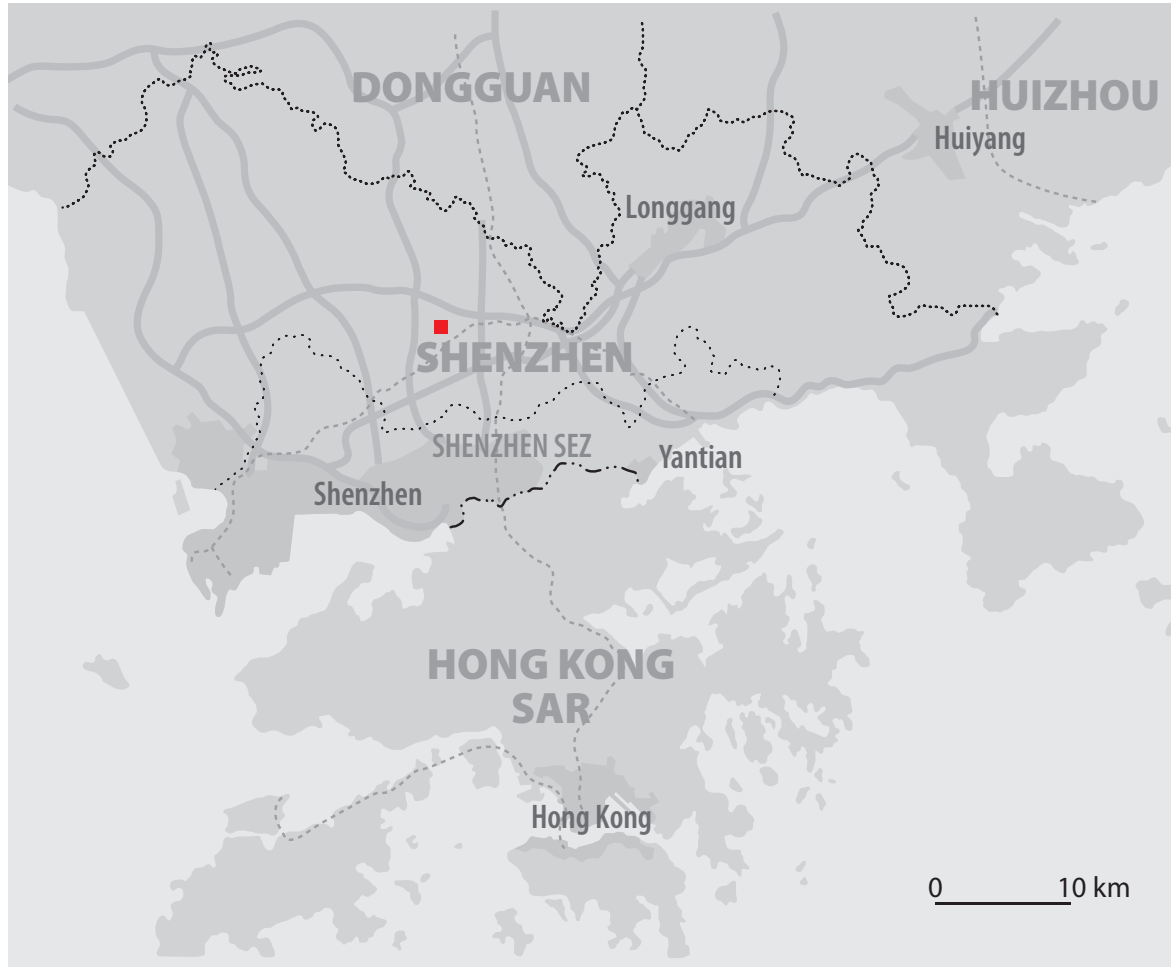 DONGGUAN
HUIZHOU
Huiyang
Longgang
SHENZHEN
SHENZHEN SEZ
Yantian
Shenzhen
HONG KONG
SAR
Hong Kong
0 10 km